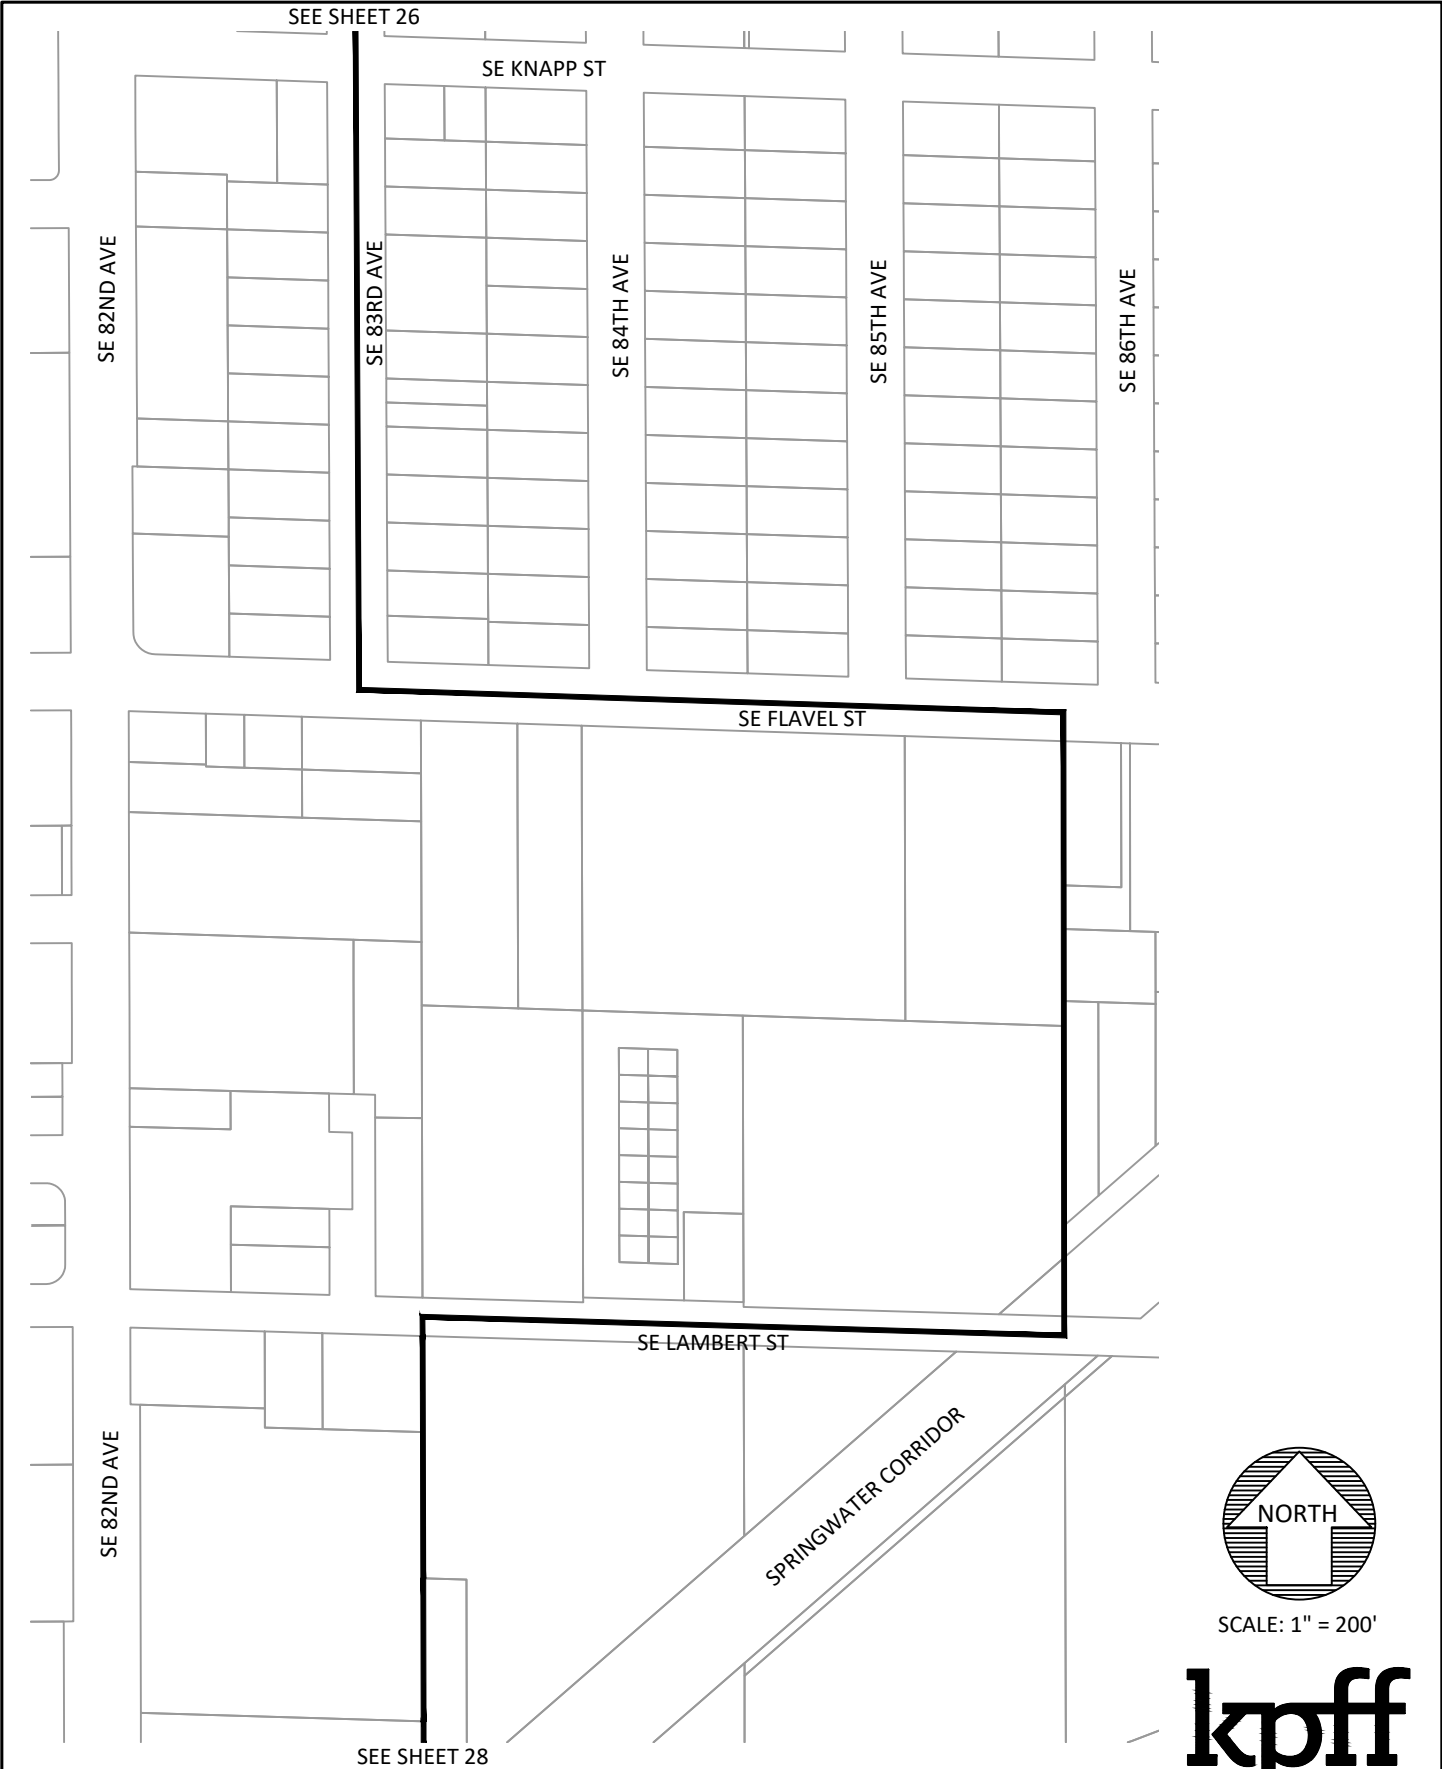 SEE SHEET 26
SE KNAPP ST
SE 82ND AVE
SE 83RD AVE
SE 84TH AVE
SE 85TH AVE
SE 86TH AVE
SE FLAVEL ST
SE LAMBERT ST
SE 82ND AVE
SPRINGWATER CORRIDOR
NORTH
SCALE: 1" = 200'
kpff
SEE SHEET 28